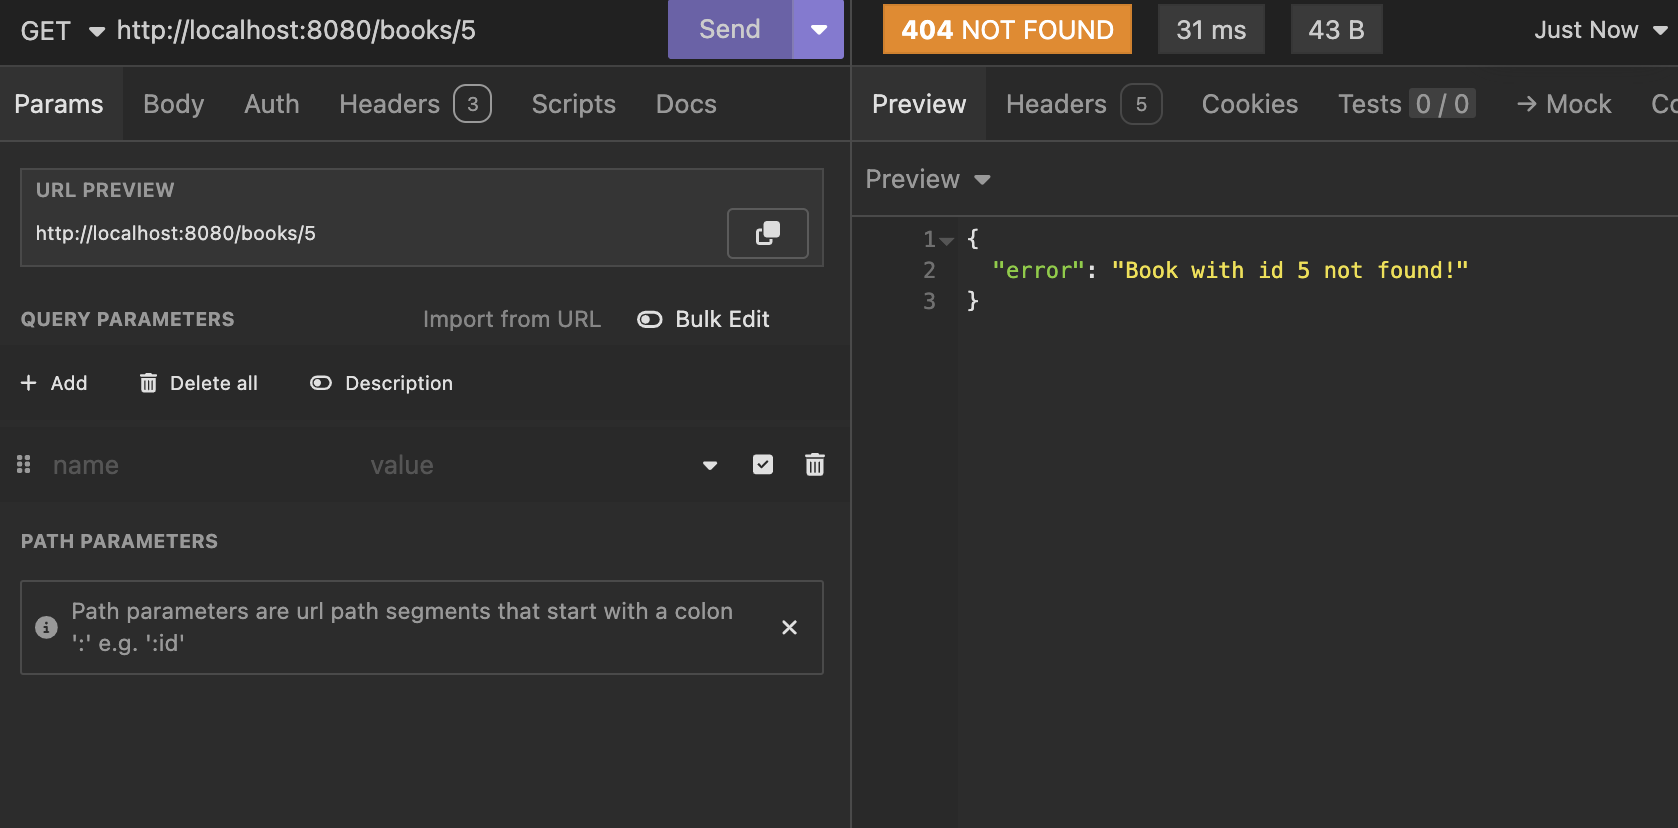 GET http://localhost:8080/books/5 Send
404 NOT FOUND 31 ms 43 B Just Now
Params Body Auth Headers 3 Scripts Docs
Preview Headers 5 Cookies Tests 0 / 0 → Mock Co
URL PREVIEW
http://localhost:8080/books/5
QUERY PARAMETERS Import from URL Bulk Edit
+ Add Delete all Description
name value
PATH PARAMETERS
Path parameters are url path segments that start with a colon
':' e.g. ':id'
Preview
1 {
2 "error": "Book with id 5 not found!"
3 }